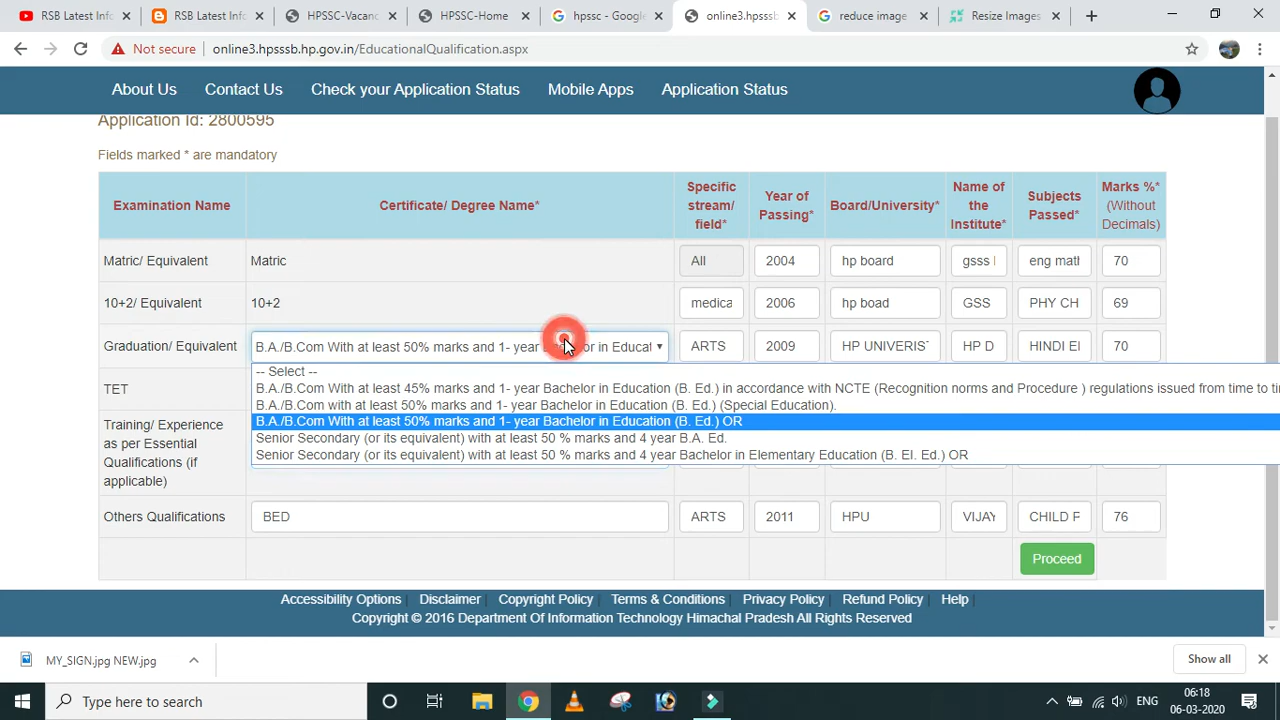 RSB Latest Info
RSB Latest Info
HPSSC-Vacanc
HPSSC-Home
hpssc - Google
online3.hpsssb
reduce image
Resize Images
Not secure
online3.hpsssb.hp.gov.in/EducationalQualification.aspx
About Us
Contact Us
Check your Application Status
Mobile Apps
Application Status
Application Id: 2800595
Fields marked * are mandatory
Examination Name
Certificate/ Degree Name*
Specific stream/ field*
Year of Passing*
Board/University*
Name of the Institute*
Subjects Passed*
Marks %* (Without Decimals)
Matric/ Equivalent
Matric
All
2004
hp board
gsss
eng math
70
10+2/ Equivalent
10+2
medica
2006
hp boad
GSS
PHY CH
69
Graduation/ Equivalent
B.A./B.Com With at least 50% marks and 1- year Bachelor in Educat
ARTS
2009
HP UNIVERIS
HP D
HINDI
70
-- Select --
B.A./B.Com With at least 45% marks and 1- year Bachelor in Education (B. Ed.) in accordance with NCTE (Recognition norms and Procedure ) regulations issued from time to
B.A./B.Com with at least 50% marks and 1- year Bachelor in Education (B. Ed.) (Special Education).
B.A./B.Com With at least 50% marks and 1- year Bachelor in Education (B. Ed.) OR
Senior Secondary (or its equivalent) with at least 50 % marks and 4 year B.A. Ed.
Senior Secondary (or its equivalent) with at least 50 % marks and 4 year Bachelor in Elementary Education (B. El. Ed.) OR
TET
Training/ Experience
as per Essential
Qualifications (if
applicable)
Others Qualifications
BED
ARTS
2011
HPU
VIJAY
CHILD
76
Proceed
Accessibility Options
Disclaimer
Copyright Policy
Terms & Conditions
Privacy Policy
Refund Policy
Help
Copyright © 2016 Department Of Information Technology Himachal Pradesh All Rights Reserved
MY_SIGN.jpg NEW.jpg
Show all
Type here to search
ENG
06:18
06-03-2020